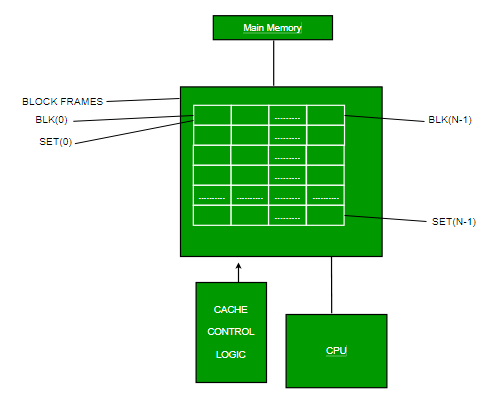 Main Memory
BLOCK FRAMES
BLK(0)
BLK(N-1)
SET(0)
SET(N-1)
CACHE
CONTROL
LOGIC
CPU